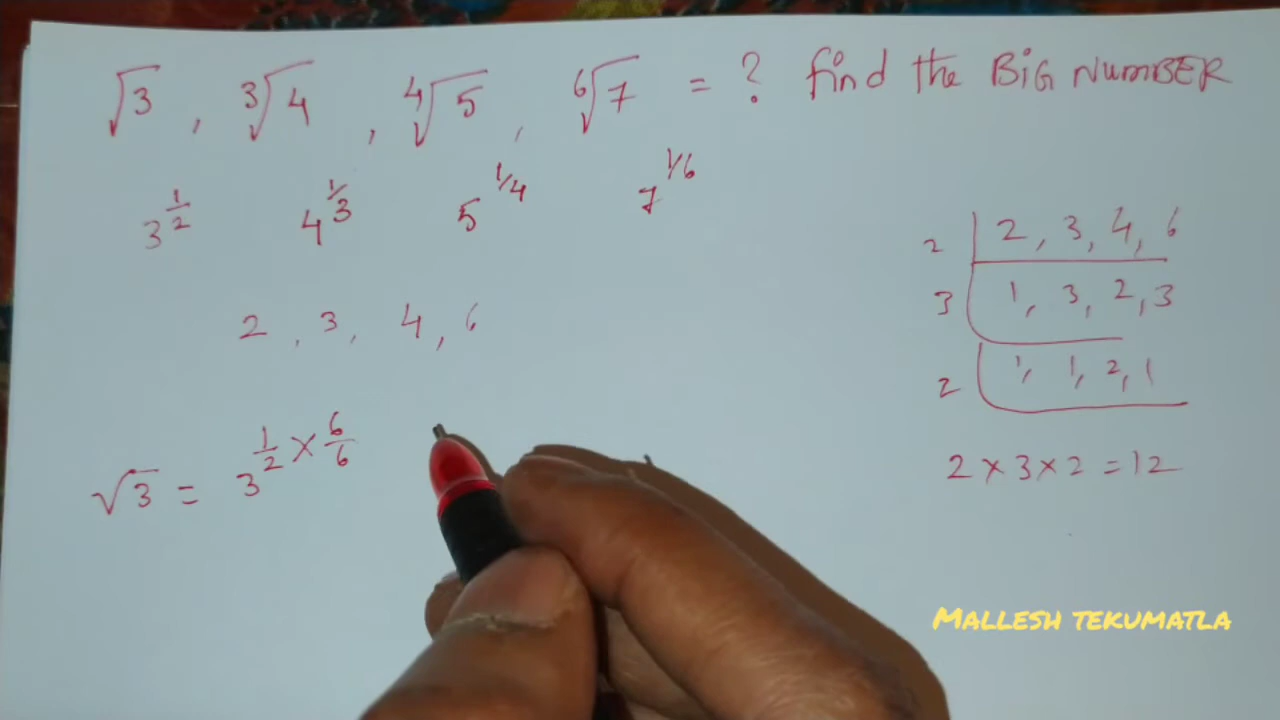 √3 , ∛4 , ∜5 , ⁶√7 = ? find the BiG NUMBER
3^(1/2) 4^(1/3) 5^(1/4) 7^(1/6)
2 , 3 , 4 , 6
√3 = 3^(1/2 × 6/6)
2 | 2 , 3 , 4 , 6
3 | 1 , 3 , 2 , 3
2 | 1 , 1 , 2 , 1
2 × 3 × 2 = 12
MALLESH TEKUMATLA